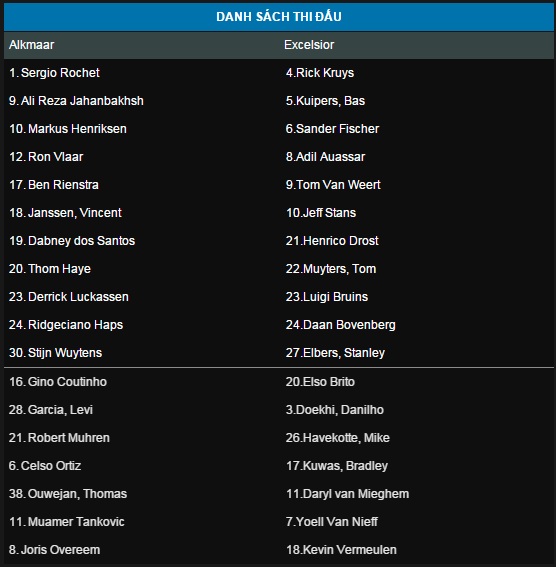 DANH SÁCH THI ĐẤU
Alkmaar Excelsior
1. Sergio Rochet 4.Rick Kruys
9. Ali Reza Jahanbakhsh 5.Kuipers, Bas
10. Markus Henriksen 6.Sander Fischer
12. Ron Vlaar 8.Adil Auassar
17. Ben Rienstra 9.Tom Van Weert
18. Janssen, Vincent 10.Jeff Stans
19. Dabney dos Santos 21.Henrico Drost
20. Thom Haye 22.Muyters, Tom
23. Derrick Luckassen 23.Luigi Bruins
24. Ridgeciano Haps 24.Daan Bovenberg
30. Stijn Wuytens 27.Elbers, Stanley
16. Gino Coutinho 20.Elso Brito
28. Garcia, Levi 3.Doekhi, Danilho
21. Robert Muhren 26.Havekotte, Mike
6. Celso Ortiz 17.Kuwas, Bradley
38. Ouwejan, Thomas 11.Daryl van Mieghem
11. Muamer Tankovic 7.Yoell Van Nieff
8. Joris Overeem 18.Kevin Vermeulen